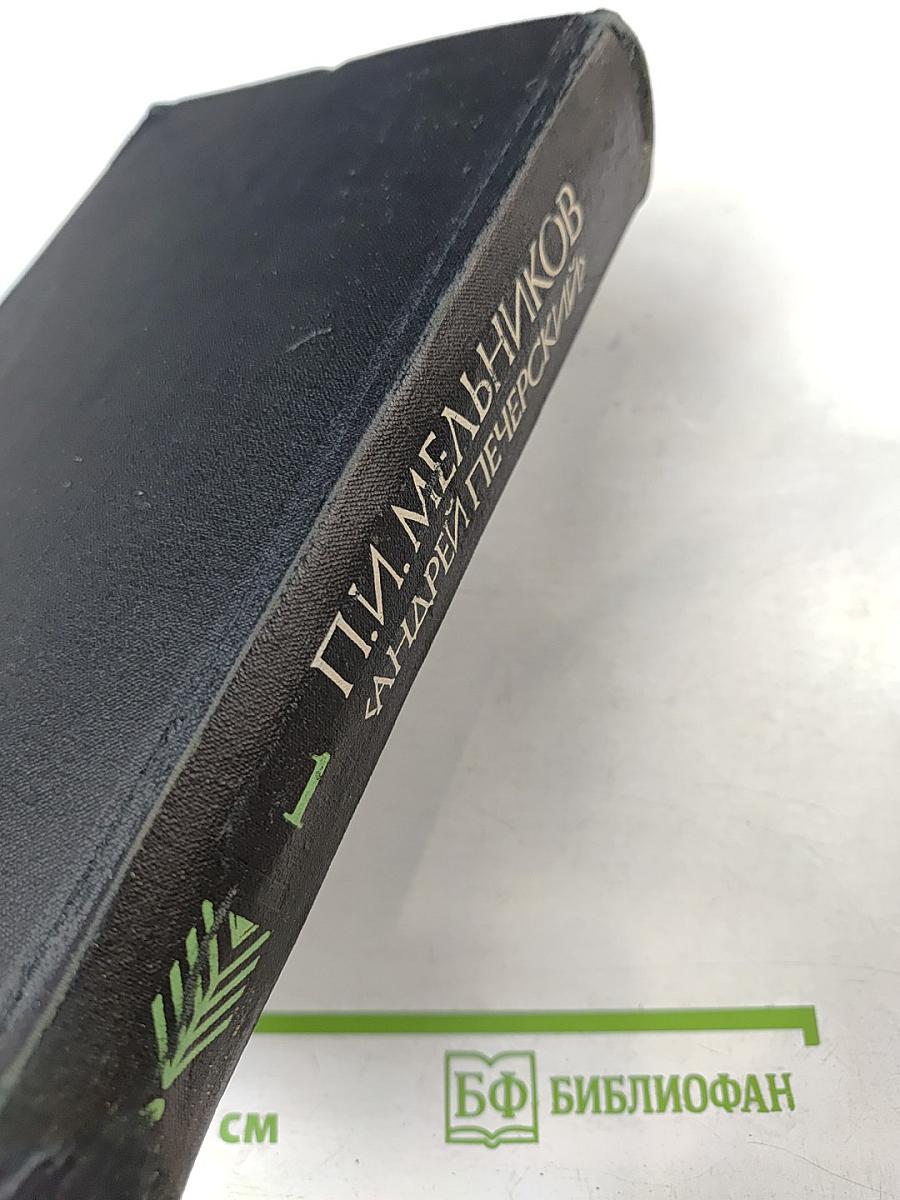 П.И. МЕЛЬНИКОВ
‹АНДРЕЙ ПЕЧЕРСКИЙ›
1
см
БФ БИБЛИОФАН